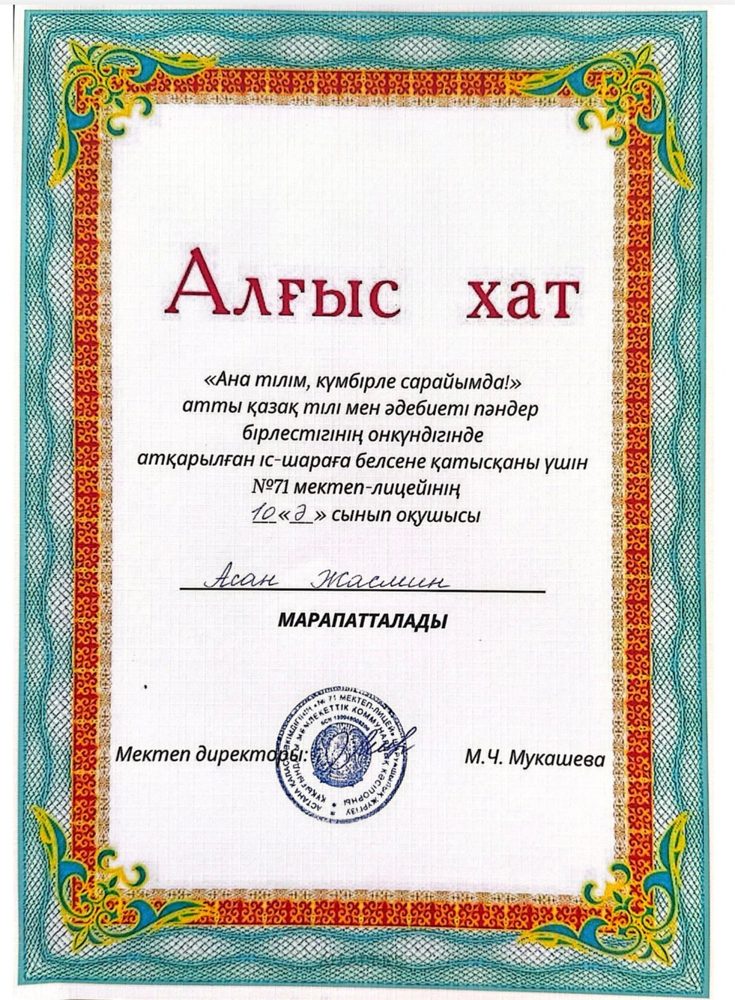 Алғыс хат
«Ана тілім, күмбірле сарайымда!»
атты қазақ тілі мен әдебиеті пәндер
бірлестігінің онкүндігінде
атқарылған іс-шараға белсене қатысқаны үшін
№71 мектеп-лицейінің
10 «Ә» сынып оқушысы
Асан Жасмин
МАРАПАТТАЛАДЫ
Мектеп директоры:
М.Ч. Мукашева